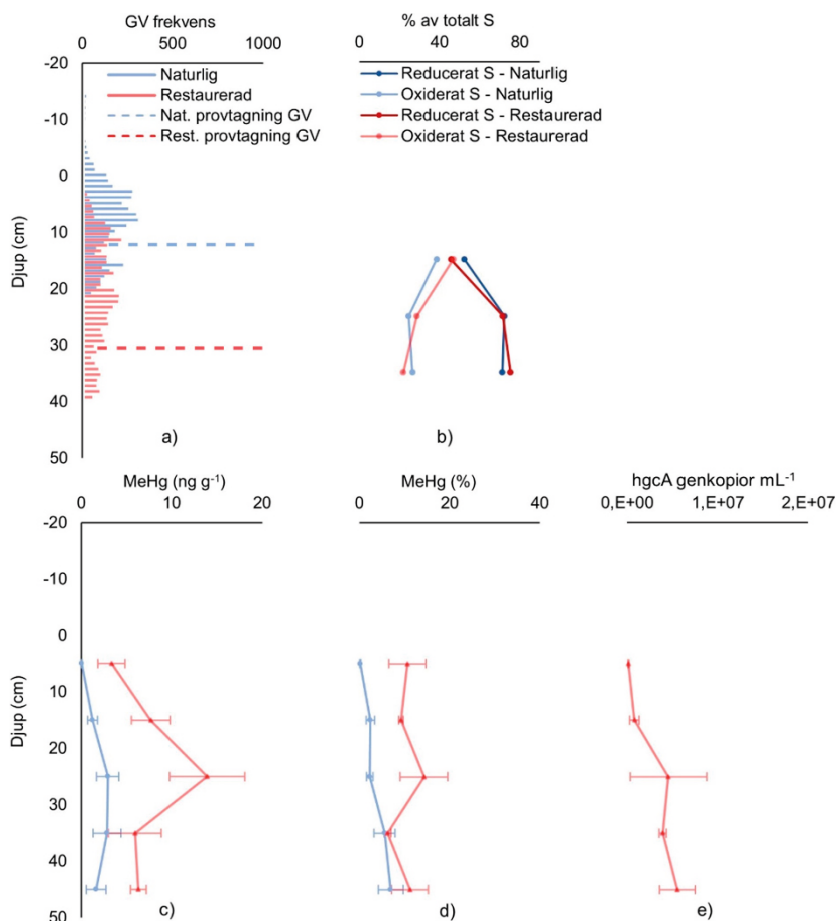 GV frekvens
0 500 1000
-20
-10
0
10
20
30
40
50
Djup (cm)
Naturlig
Restaurerad
Nat. provtagning GV
Rest. provtagning GV
a)
% av totalt S
0 40 80
Reducerat S - Naturlig
Oxiderat S - Naturlig
Reducerat S - Restaurerad
Oxiderat S - Restaurerad
b)
MeHg (ng g⁻¹)
0 10 20
-20
-10
0
10
20
30
40
50
Djup (cm)
c)
MeHg (%)
0 20 40
d)
hgcA genkopior mL⁻¹
0,E+00 1,E+07 2,E+07
e)